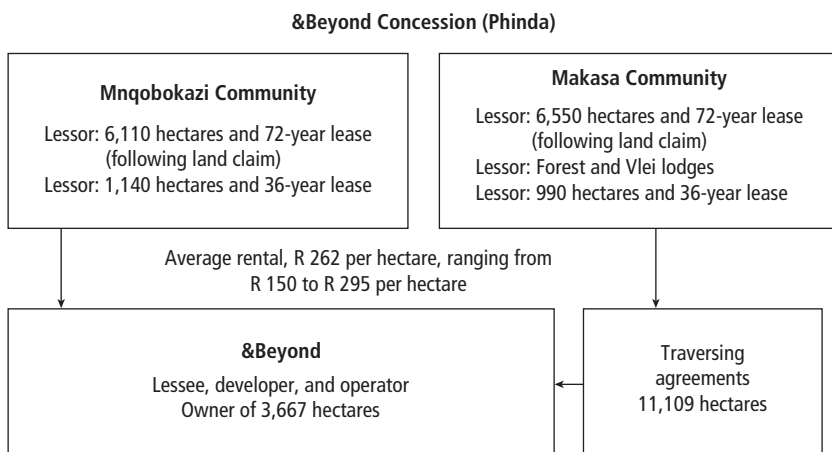 &Beyond Concession (Phinda)
Mnqobokazi Community
Lessor: 6,110 hectares and 72-year lease
(following land claim)
Lessor: 1,140 hectares and 36-year lease
Makasa Community
Lessor: 6,550 hectares and 72-year lease
(following land claim)
Lessor: Forest and Vlei lodges
Lessor: 990 hectares and 36-year lease
Average rental, R 262 per hectare, ranging from
R 150 to R 295 per hectare
&Beyond
Lessee, developer, and operator
Owner of 3,667 hectares
Traversing
agreements
11,109 hectares